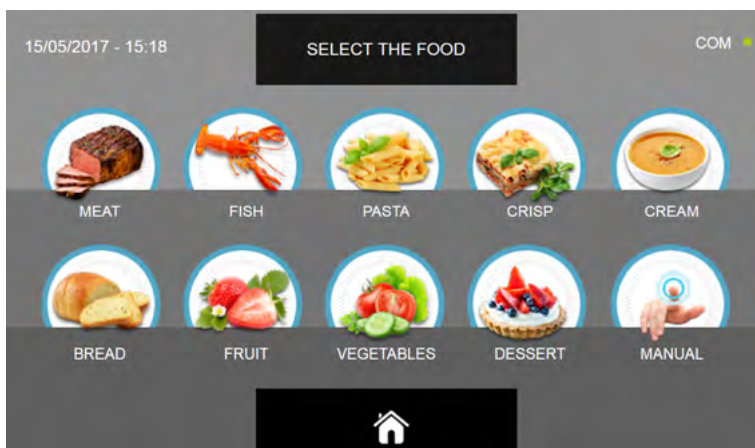 15/05/2017 - 15:18
SELECT THE FOOD
COM
MEAT
FISH
PASTA
CRISP
CREAM
BREAD
FRUIT
VEGETABLES
DESSERT
MANUAL